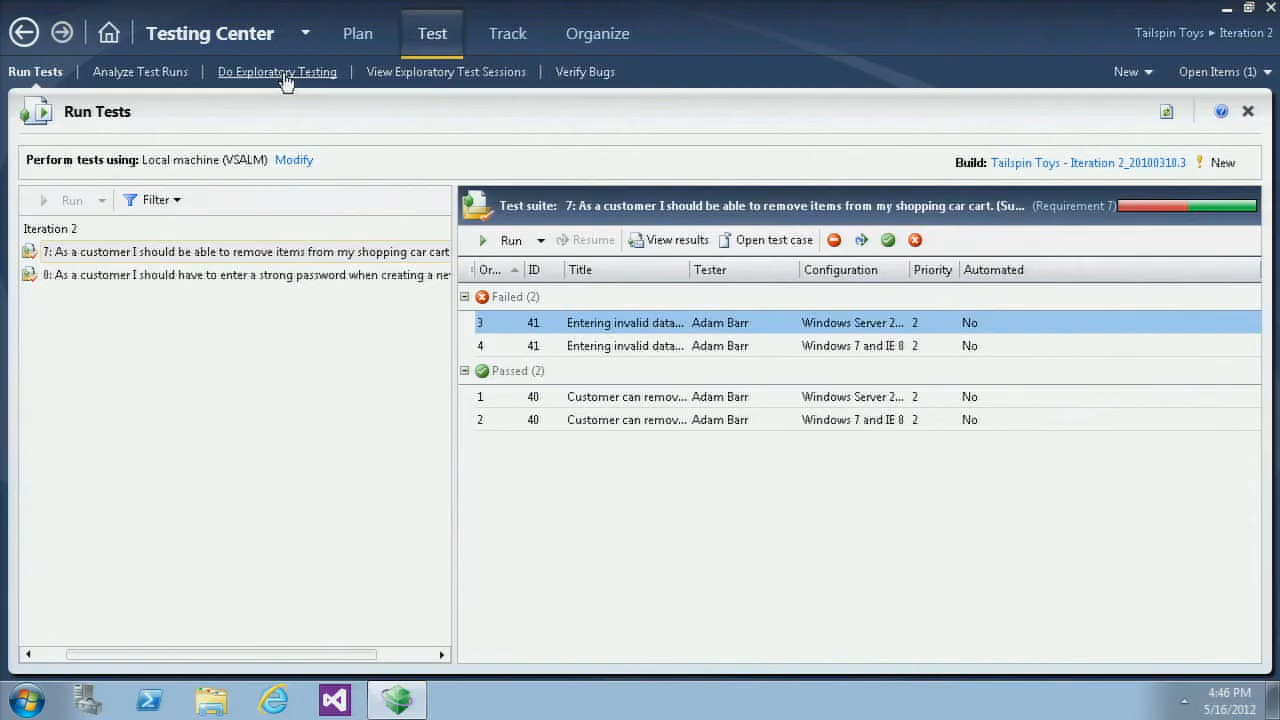 Testing Center Plan Test Track Organize Tailspin Toys ▸ Iteration 2
Run Tests Analyze Test Runs Do Exploratory Testing View Exploratory Test Sessions Verify Bugs New Open Items (1)
Run Tests
Perform tests using: Local machine (VSALM) Modify Build: Tailspin Toys - Iteration 2_20100318.3 New
Run Filter
Iteration 2
7: As a customer I should be able to remove items from my shopping car cart
8: As a customer I should have to enter a strong password when creating a ne
Test suite: 7: As a customer I should be able to remove items from my shopping car cart. (Su... (Requirement 7)
Run Resume View results Open test case
Or... ID Title Tester Configuration Priority Automated
Failed (2)
3 41 Entering invalid data... Adam Barr Windows Server 2... 2 No
4 41 Entering invalid data... Adam Barr Windows 7 and IE 8 2 No
Passed (2)
1 40 Customer can remov... Adam Barr Windows Server 2... 2 No
2 40 Customer can remov... Adam Barr Windows 7 and IE 8 2 No
4:46 PM
5/16/2012